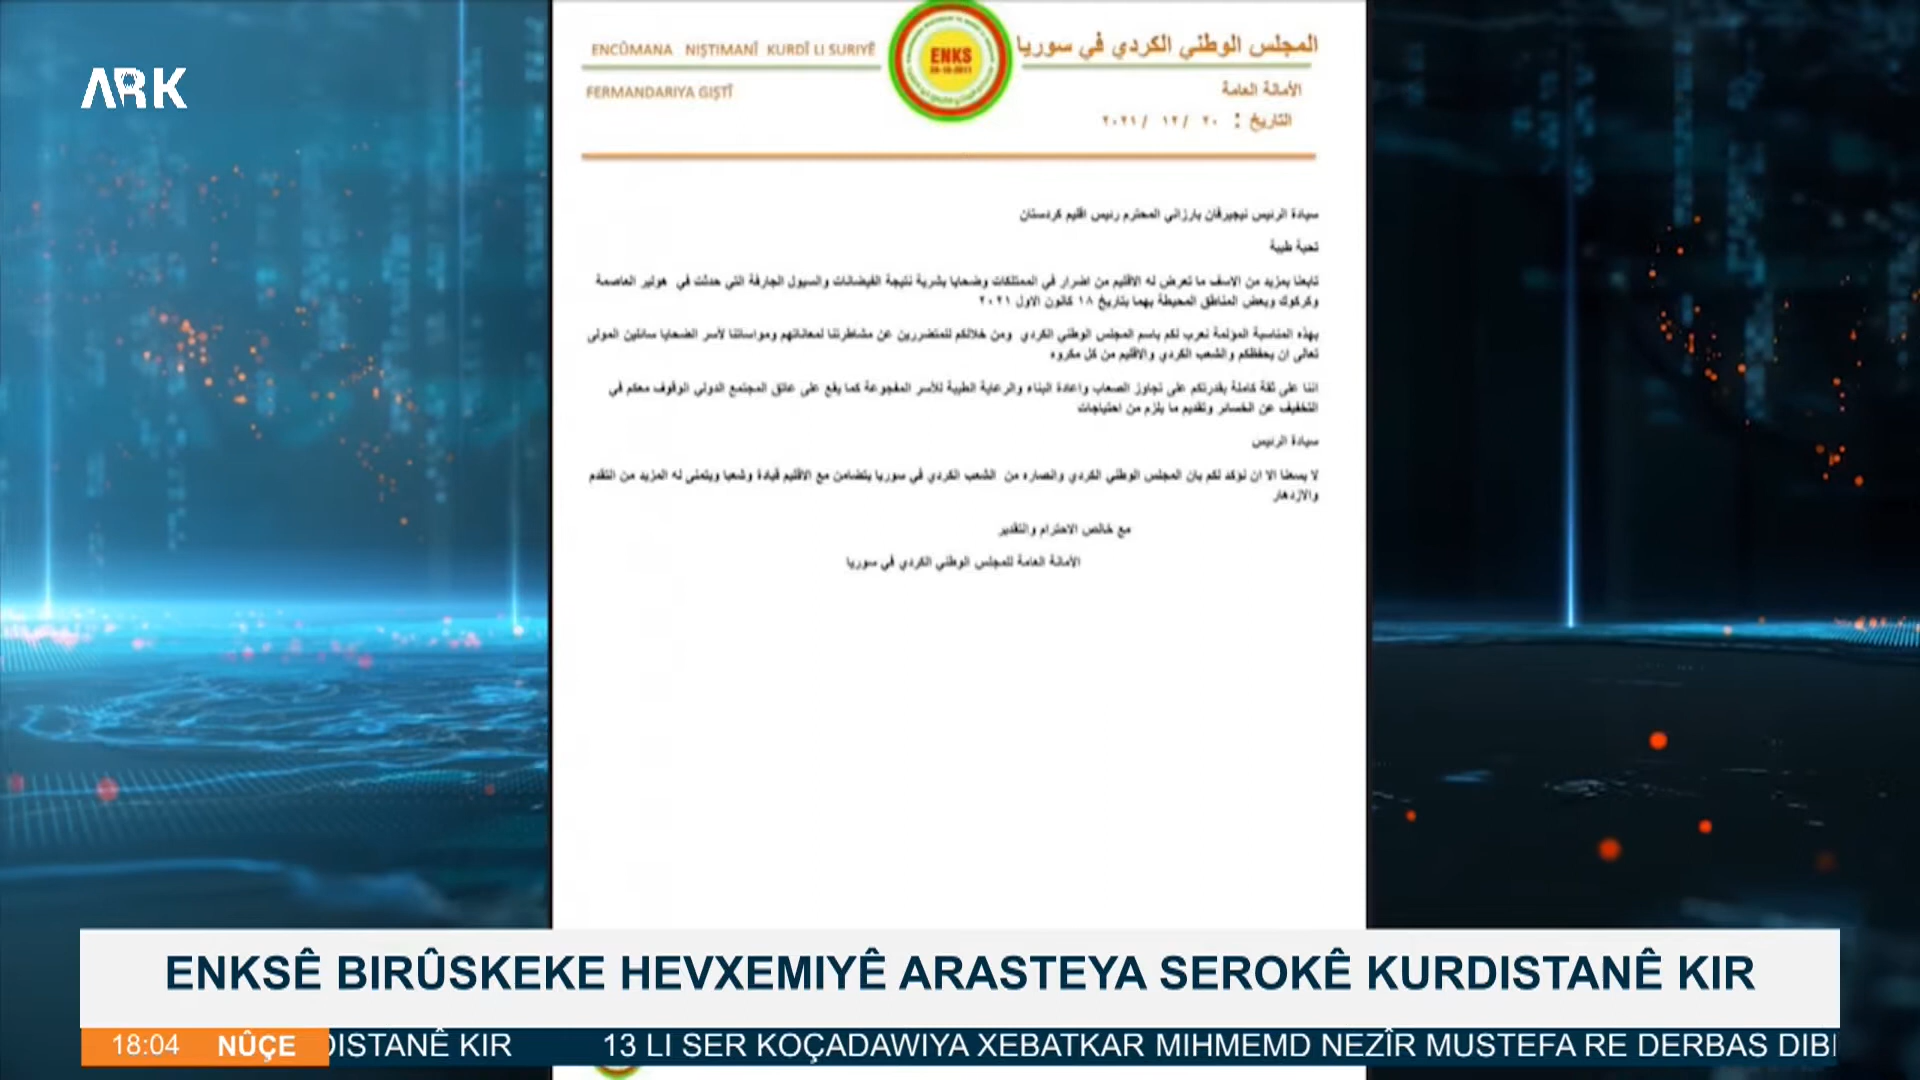 ARK
ENCÛMANA NIŞTIMANÎ KURDÎ LI SURIYÊ
ENKS
المجلس الوطني الكردي في سوريا
FERMANDARIYA GIŞTÎ
الأمانة العامة
التاريخ : ٢٠ /١٢ /٢٠٢١
سيادة الرئيس نيجيرفان بارزاني المحترم رئيس اقليم كردستان
تحية طيبة
تابعنا بمزيد من الاسف ما تعرض له الاقليم من اضرار في الممتلكات وضحايا بشرية نتيجة الفيضانات والسيول الجارفة التي حدثت في هولير العاصمة
وكركوك وبعض المناطق المحيطة بهما بتاريخ ١٨ كانون الاول ٢٠٢١
بهذه المناسبة المؤلمة نعرب لكم باسم المجلس الوطني الكردي ومن خلالكم للمتضررين عن مشاطرتنا لمعاناتهم ومواساتنا لأسر الضحايا سائلين المولى
تعالى ان يحفظكم والشعب الكردي والاقليم من كل مكروه
اننا على ثقة كاملة بقدرتكم على تجاوز الصعاب واعادة البناء والرعاية الطيبة للأسر المفجوعة كما يقع على عاتق المجتمع الدولي الوقوف معكم في
التخفيف عن الخسائر وتقديم ما يلزم من احتياجات
سيادة الرئيس
لا يسعنا الا ان نؤكد لكم بان المجلس الوطني الكردي وانصاره من الشعب الكردي في سوريا يتضامن مع الاقليم قيادة وشعبا ويتمنى له المزيد من التقدم
والازدهار
مع خالص الاحترام والتقدير
الأمانة العامة للمجلس الوطني الكردي في سوريا
ENKSÊ BIRÛSKEKE HEVXEMIYÊ ARASTEYA SEROKÊ KURDISTANÊ KIR
18:04 NÛÇE DISTANÊ KIR 13 LI SER KOÇADAWIYA XEBATKAR MIHMEMD NEZÎR MUSTEFA RE DERBAS DIBI